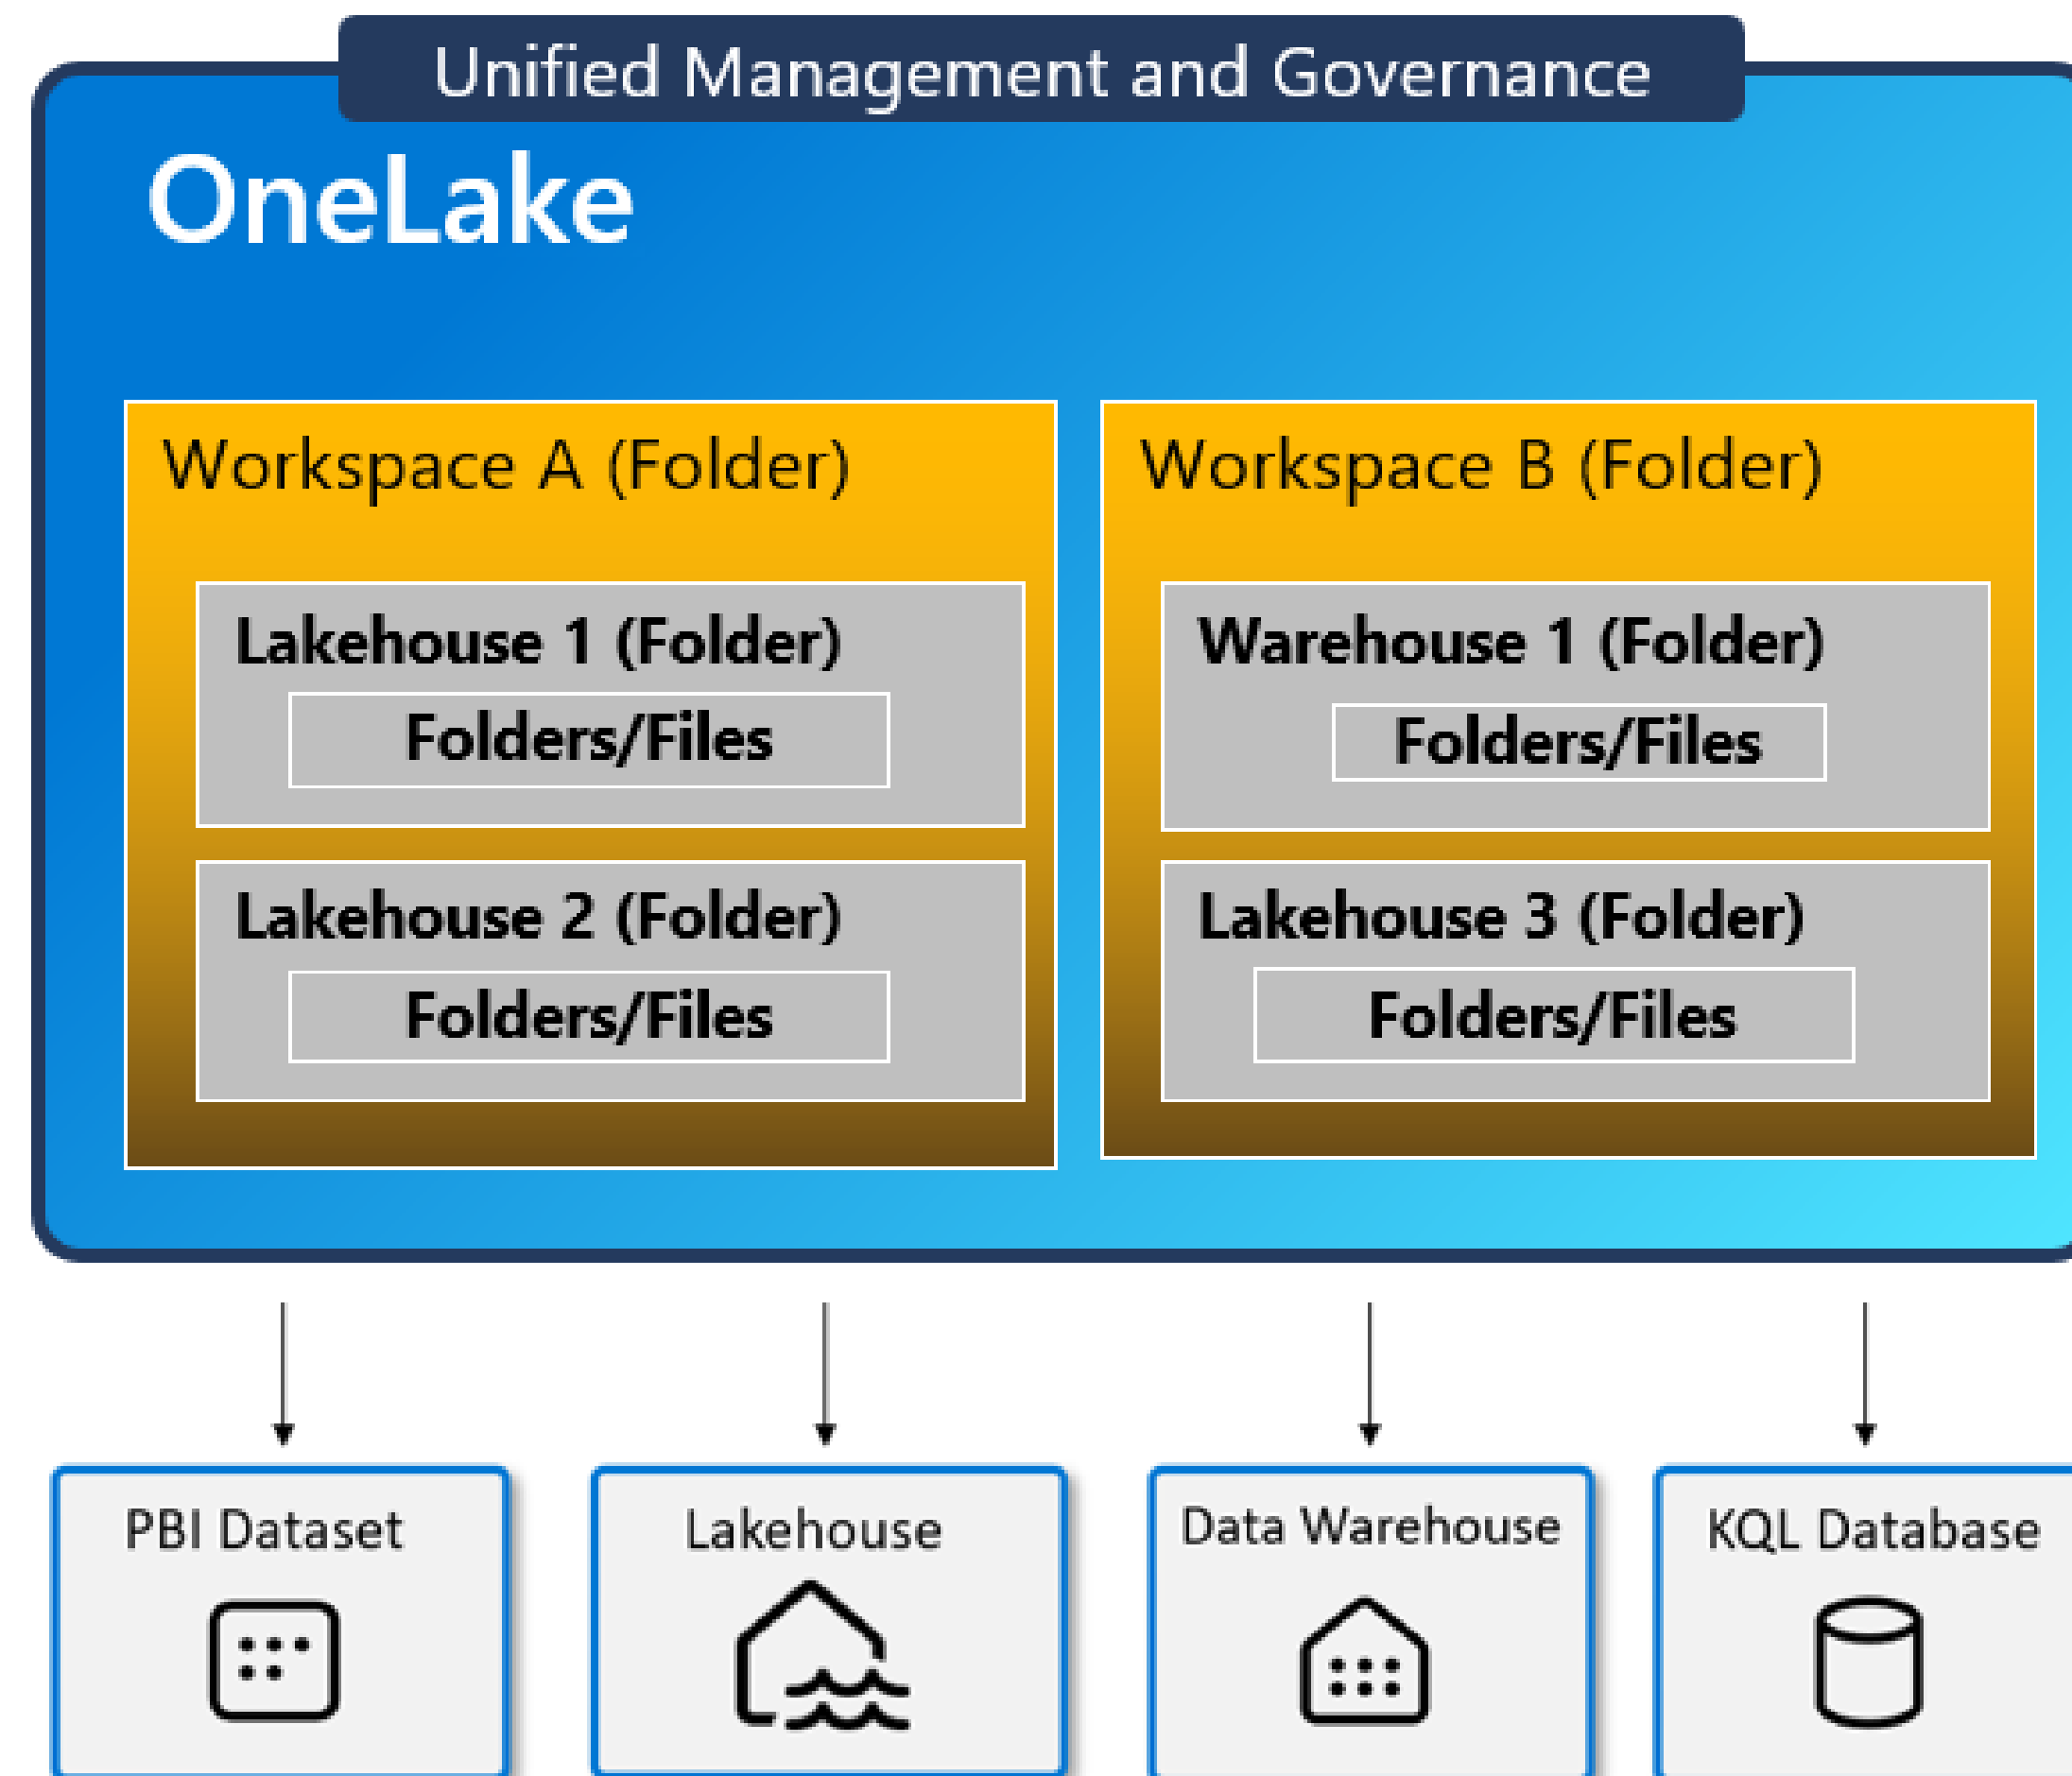 Unified Management and Governance
OneLake
Workspace A (Folder)
Lakehouse 1 (Folder)
Folders/Files
Lakehouse 2 (Folder)
Folders/Files
Workspace B (Folder)
Warehouse 1 (Folder)
Folders/Files
Lakehouse 3 (Folder)
Folders/Files
PBI Dataset
Lakehouse
Data Warehouse
KQL Database